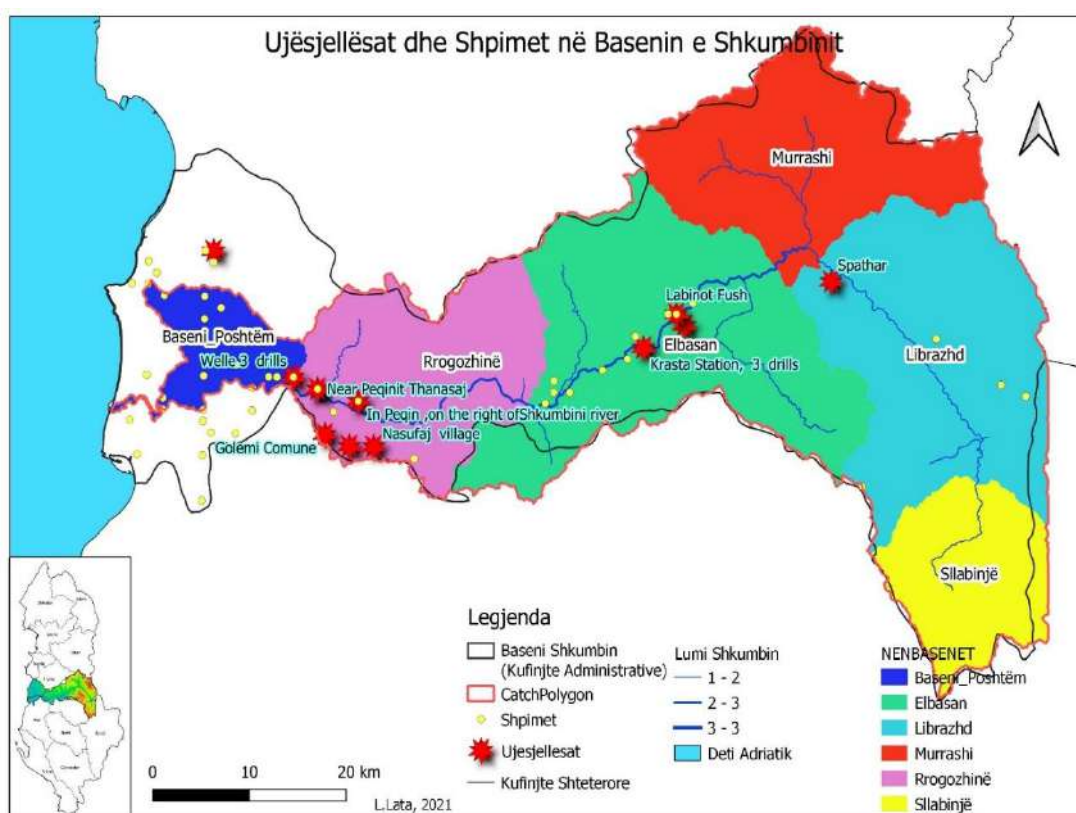 Ujësjellësat dhe Shpimet në Basenin e Shkumbinit
Murrashi
Spathar
Labinot Fush
Elbasan
Krasta Station, 3 drills
Librazhd
Baseni_Poshtëm
Welle 3 drills
Rrogozhinë
Near Peqinit Thanasaj
In Peqin ,on the right ofShkumbini river
Nasufaj village
Golemi Comune
Sllabinjë
Legjenda
Baseni Shkumbin
(Kufinjte Administrative)
CatchPolygon
Shpimet
Ujesjellesat
Kufinjte Shteterore
Lumi Shkumbin
1 - 2
2 - 3
3 - 3
Deti Adriatik
NENBASENET
Baseni_Poshtëm
Elbasan
Librazhd
Murrashi
Rrogozhinë
Sllabinjë
0 10 20 km
L.Lata, 2021